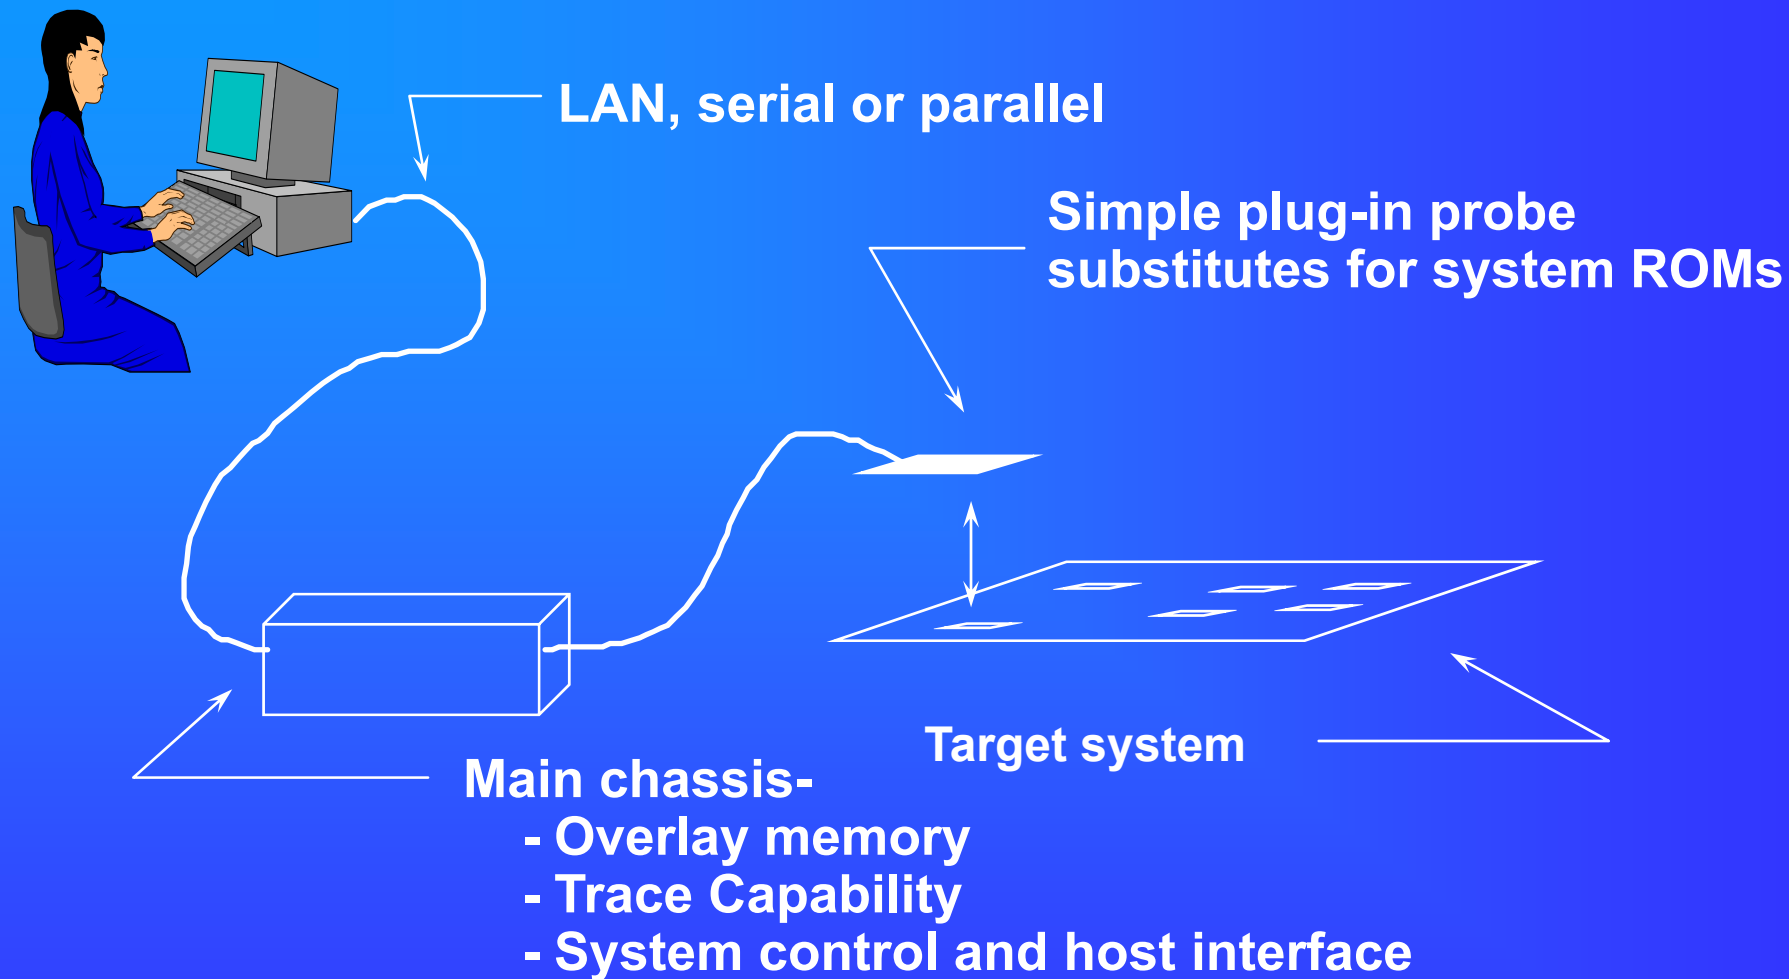 LAN, serial or parallel
Simple plug-in probe
substitutes for system ROMs
Target system
Main chassis-
- Overlay memory
- Trace Capability
- System control and host interface